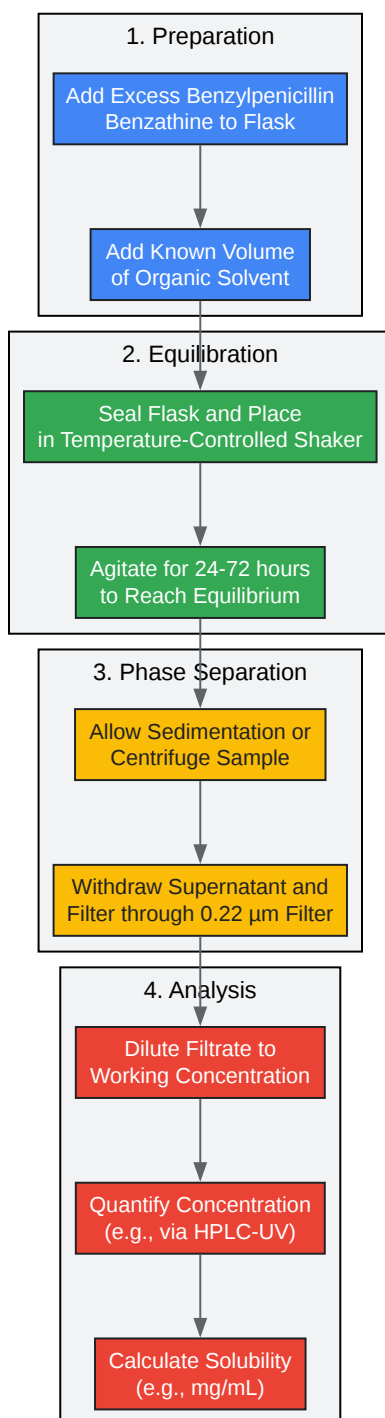 1. Preparation
Add Excess Benzylpenicillin
Benzathine to Flask
Add Known Volume
of Organic Solvent
2. Equilibration
Seal Flask and Place
in Temperature-Controlled Shaker
Agitate for 24-72 hours
to Reach Equilibrium
3. Phase Separation
Allow Sedimentation or
Centrifuge Sample
Withdraw Supernatant and
Filter through 0.22 µm Filter
4. Analysis
Dilute Filtrate to
Working Concentration
Quantify Concentration
(e.g., via HPLC-UV)
Calculate Solubility
(e.g., mg/mL)